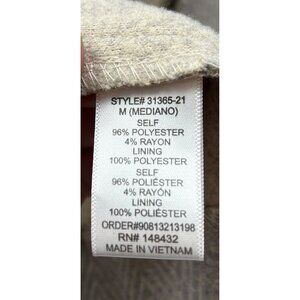 STYLE# 31365-21
M (MEDIANO)
SELF
96% POLYESTER
4% RAYON
LINING
100% POLYESTER
SELF
96% POLIÉSTER
4% RAYÓN
LINING
100% POLIÉSTER
ORDER#90813213198
RN# 148432
MADE IN VIETNAM